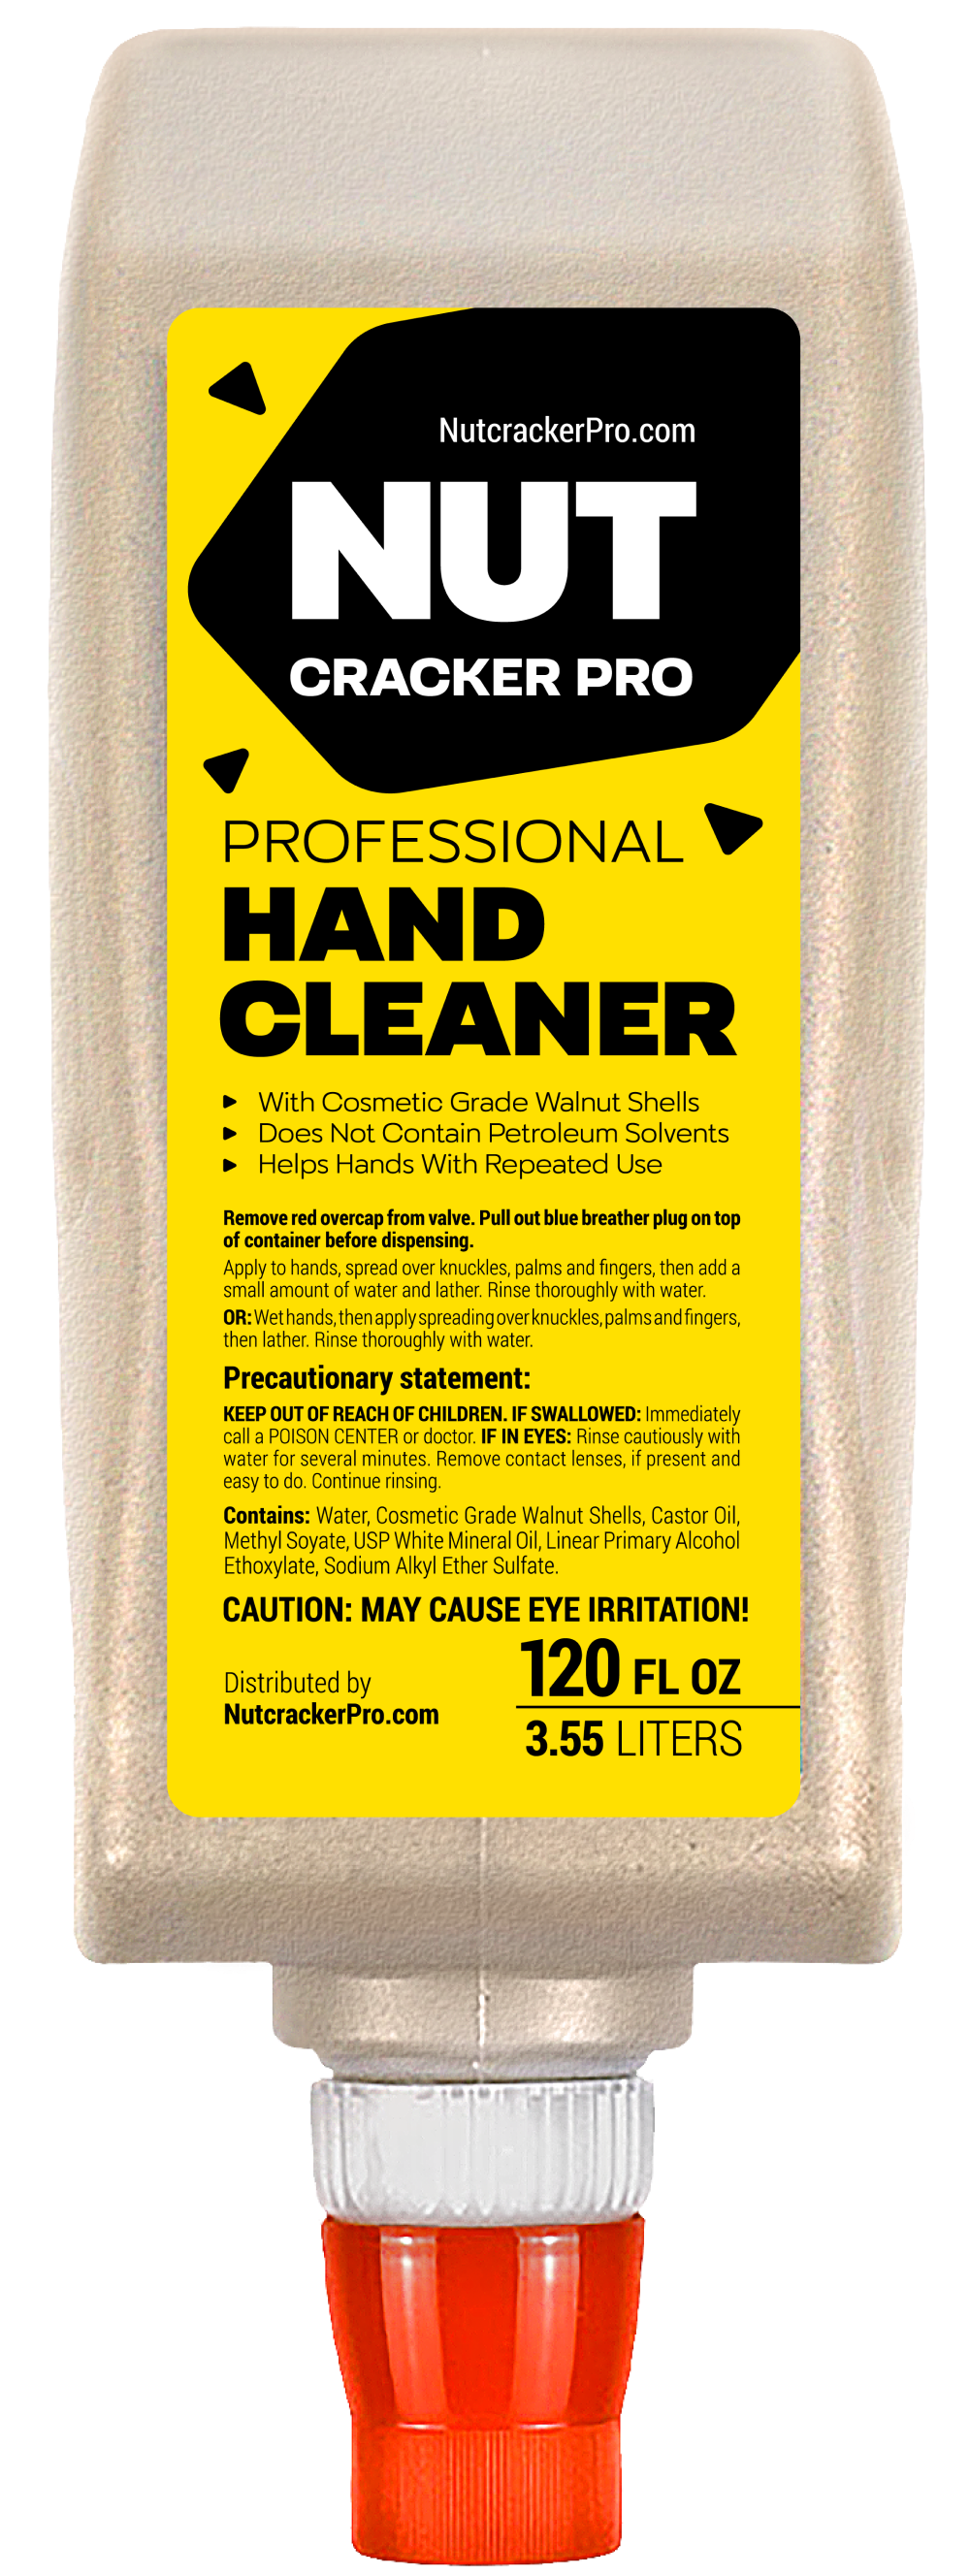 NutcrackerPro.com
NUT
CRACKER PRO
PROFESSIONAL
HAND
CLEANER
With Cosmetic Grade Walnut Shells
Does Not Contain Petroleum Solvents
Helps Hands With Repeated Use
Remove red overcap from valve. Pull out blue breather plug on top
of container before dispensing.
Apply to hands, spread over knuckles, palms and fingers, then add a
small amount of water and lather. Rinse thoroughly with water.
OR: Wet hands, then apply spreading over knuckles, palms and fingers,
then lather. Rinse thoroughly with water.
Precautionary statement:
KEEP OUT OF REACH OF CHILDREN. IF SWALLOWED: Immediately
call a POISON CENTER or doctor. IF IN EYES: Rinse cautiously with
water for several minutes. Remove contact lenses, if present and
easy to do. Continue rinsing.
Contains: Water, Cosmetic Grade Walnut Shells, Castor Oil,
Methyl Soyate, USP White Mineral Oil, Linear Primary Alcohol
Ethoxylate, Sodium Alkyl Ether Sulfate.
CAUTION: MAY CAUSE EYE IRRITATION!
120 FL OZ
Distributed by
NutcrackerPro.com
3.55 LITERS